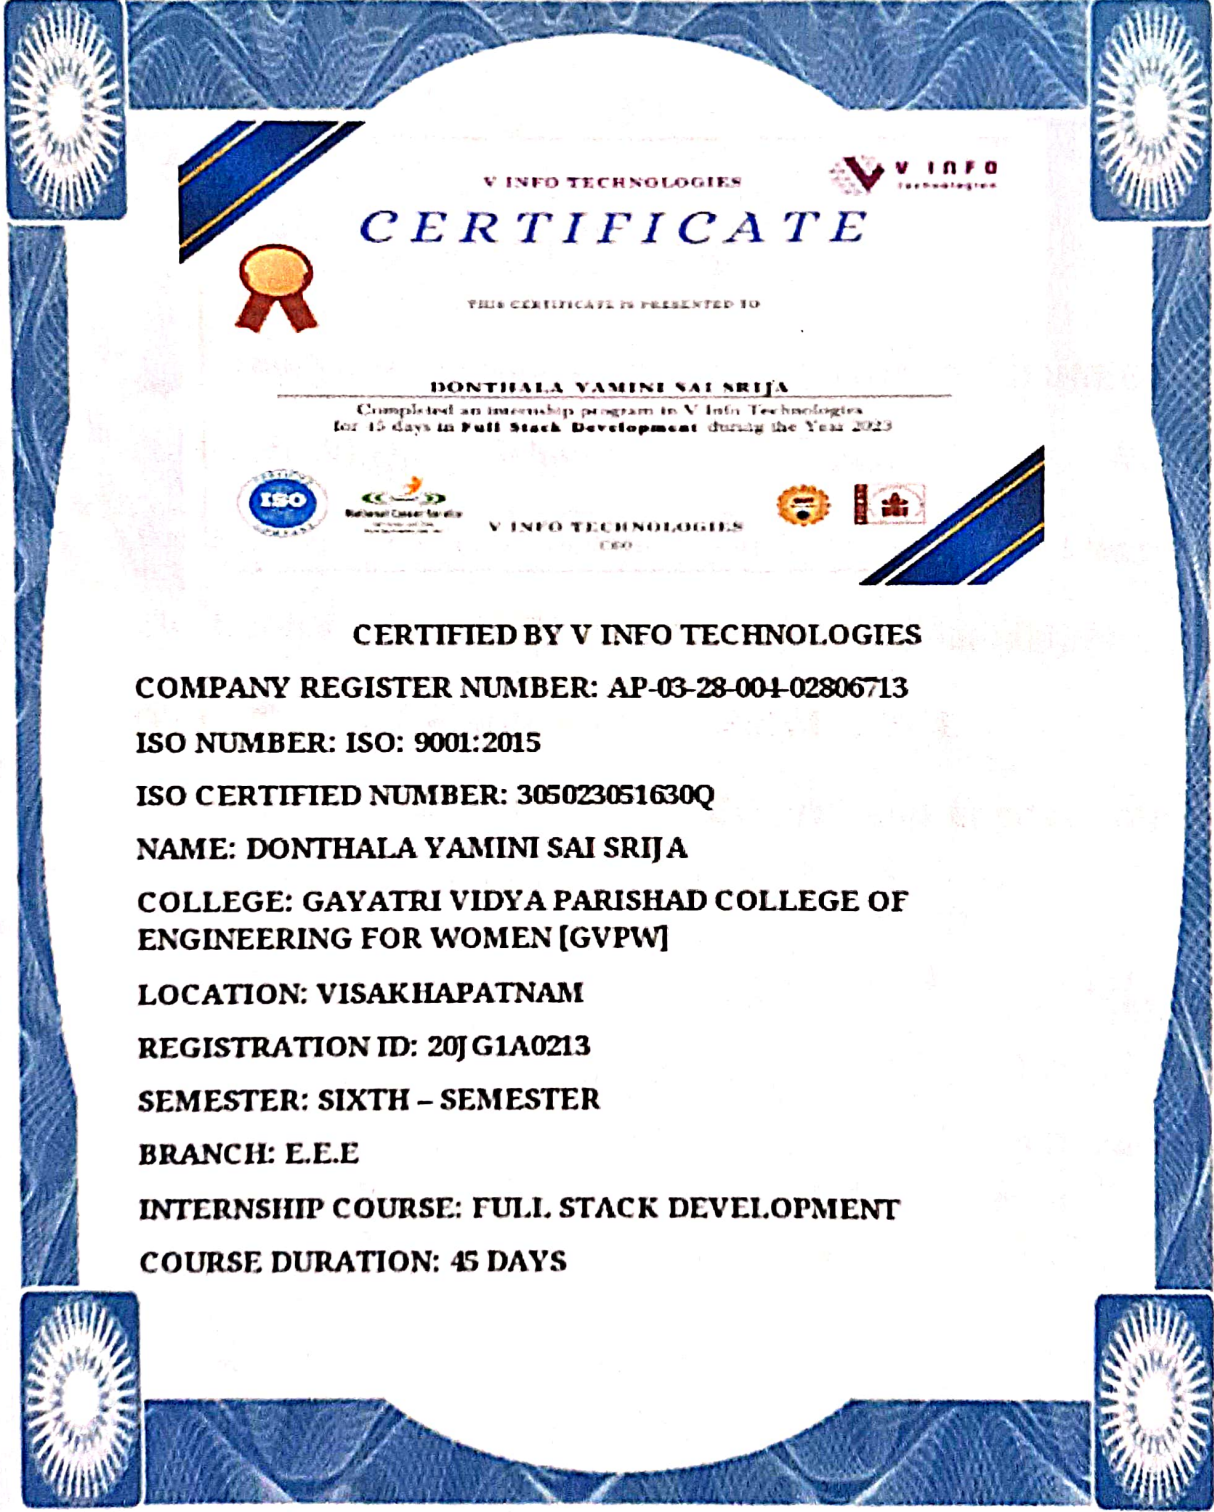 V INFO TECHNOLOGIES
V INFO
Technologies
CERTIFICATE
THIS CERTIFICATE IS PRESENTED TO
DONTHALA YAMINI SAI SRIJA
Completed an internship program in V Info Technologies
for 45 days in Full Stack Development during the Year 2023
ISO
National Career Service
V INFO TECHNOLOGIES
CEO
CERTIFIED BY V INFO TECHNOLOGIES
COMPANY REGISTER NUMBER: AP-03-28-004-02806713
ISO NUMBER: ISO: 9001:2015
ISO CERTIFIED NUMBER: 305023051630Q
NAME: DONTHALA YAMINI SAI SRIJA
COLLEGE: GAYATRI VIDYA PARISHAD COLLEGE OF
ENGINEERING FOR WOMEN [GVPW]
LOCATION: VISAKHAPATNAM
REGISTRATION ID: 20JG1A0213
SEMESTER: SIXTH – SEMESTER
BRANCH: E.E.E
INTERNSHIP COURSE: FULL STACK DEVELOPMENT
COURSE DURATION: 45 DAYS